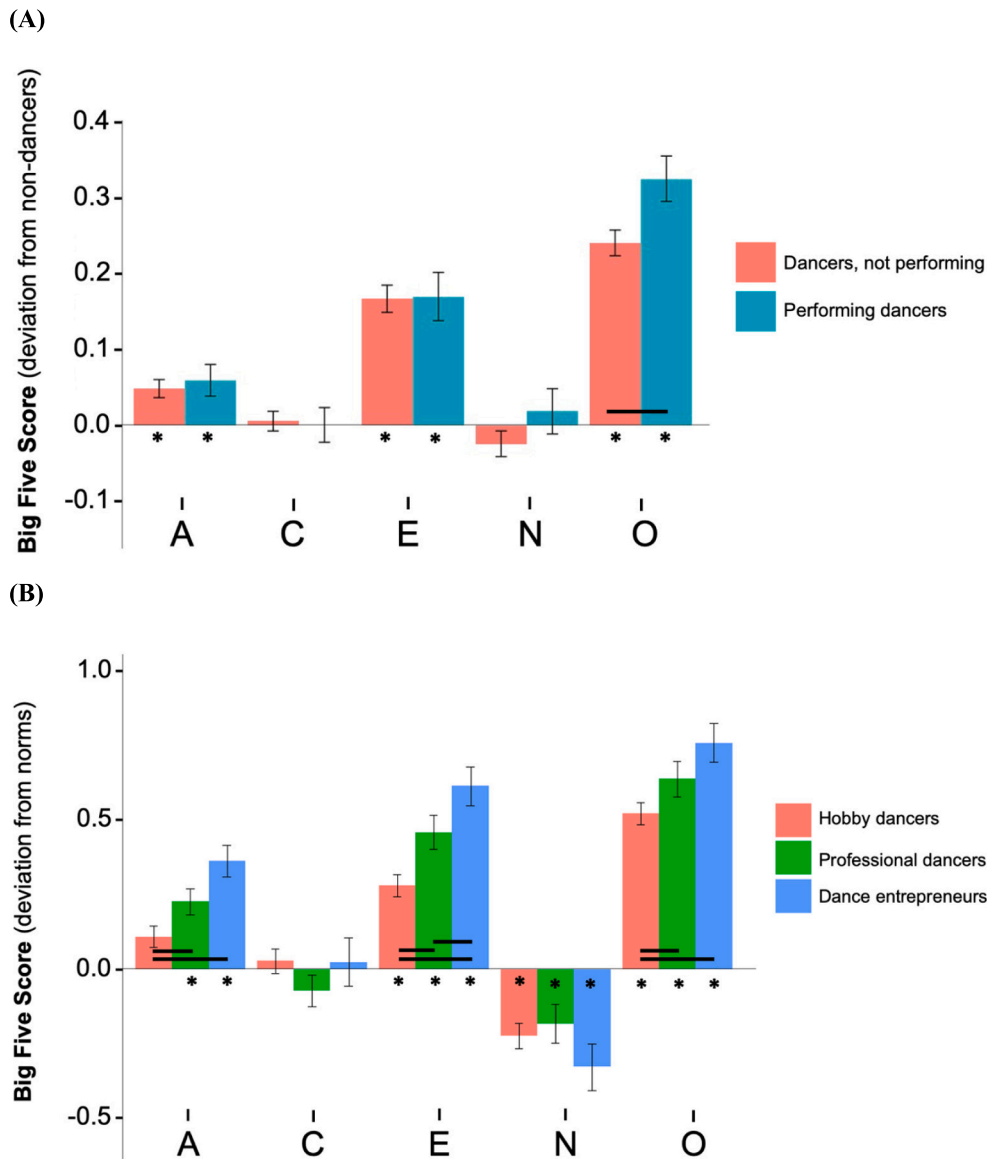 (A)
Big Five Score (deviation from non-dancers)
0.4
0.3
0.2
0.1
0.0
-0.1
* * * * * *
A C E N O
Dancers, not performing
Performing dancers
(B)
Big Five Score (deviation from norms)
1.0
0.5
0.0
-0.5
* * * * * * * * * * *
A C E N O
Hobby dancers
Professional dancers
Dance entrepreneurs